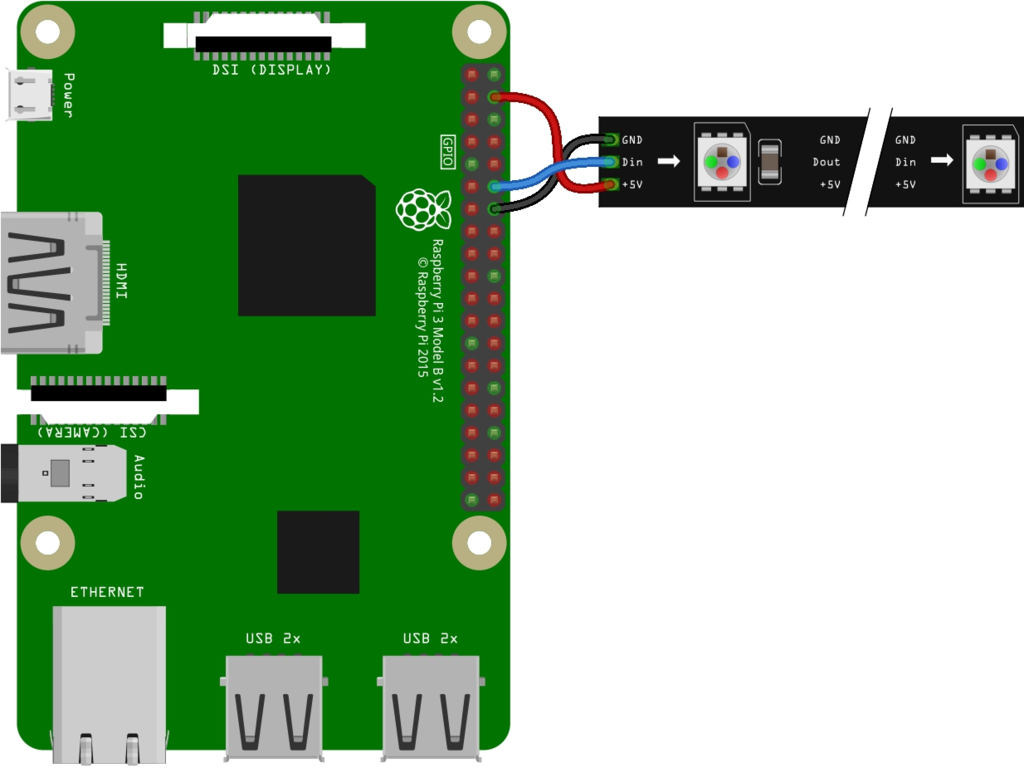 DSI (DISPLAY)
Power
GPIO
HDMI
Raspberry Pi 3 Model B v1.2
© Raspberry Pi 2015
CSI (CAMERA)
Audio
ETHERNET
USB 2x
USB 2x
GND
Din
+5V
GND
Dout
+5V
GND
Din
+5V